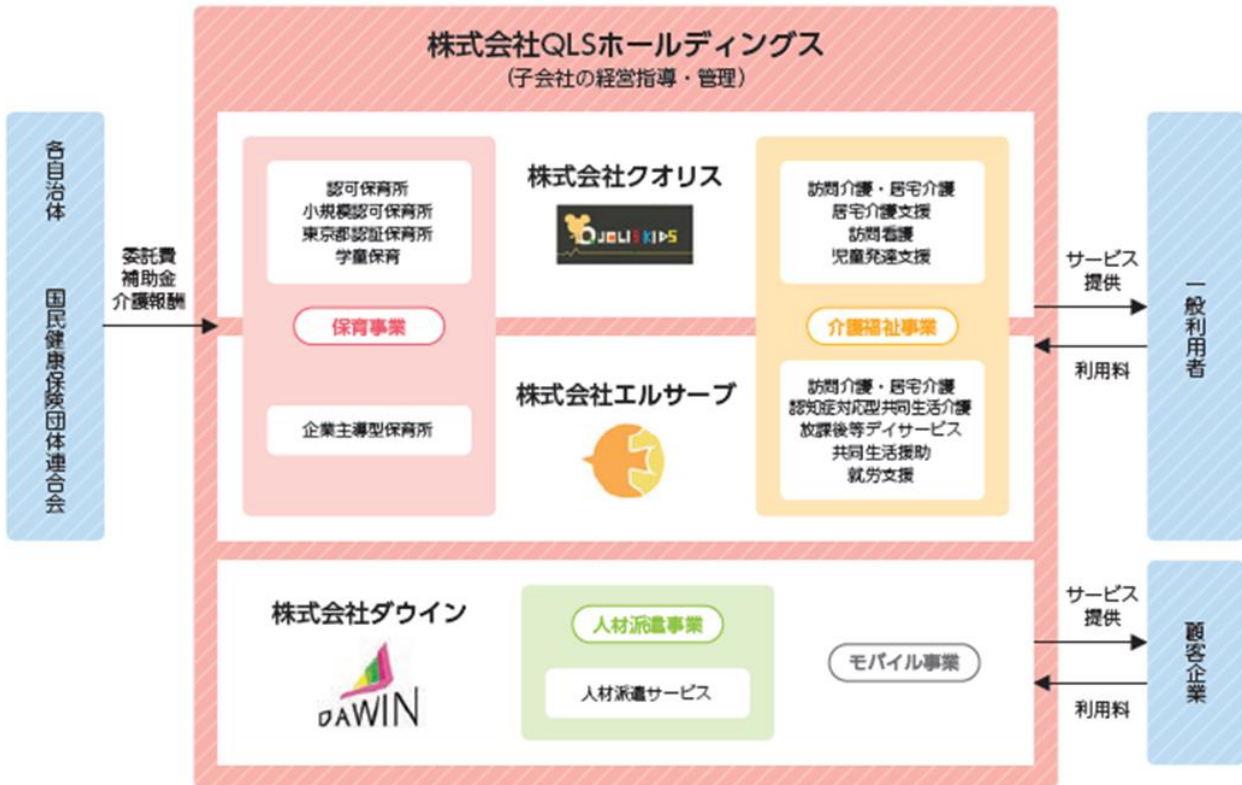 株式会社QLSホールディングス
(子会社の経営指導・管理)
各自治体
国民健康保険団体連合会
委託費
補助金
介護報酬
認可保育所
小規模認可保育所
東京都認証保育所
学童保育
株式会社クオリス
QUOLIS KIDS
訪問介護・居宅介護
居宅介護支援
訪問看護
児童発達支援
保育事業
介護福祉事業
企業主導型保育所
株式会社エルサーブ
訪問介護・居宅介護
認知症対応型共同生活介護
放課後等デイサービス
共同生活援助
就労支援
サービス
提供
利用料
一般利用者
株式会社ダウイン
DAWIN
人材派遣事業
人材派遣サービス
モバイル事業
サービス
提供
利用料
顧客企業